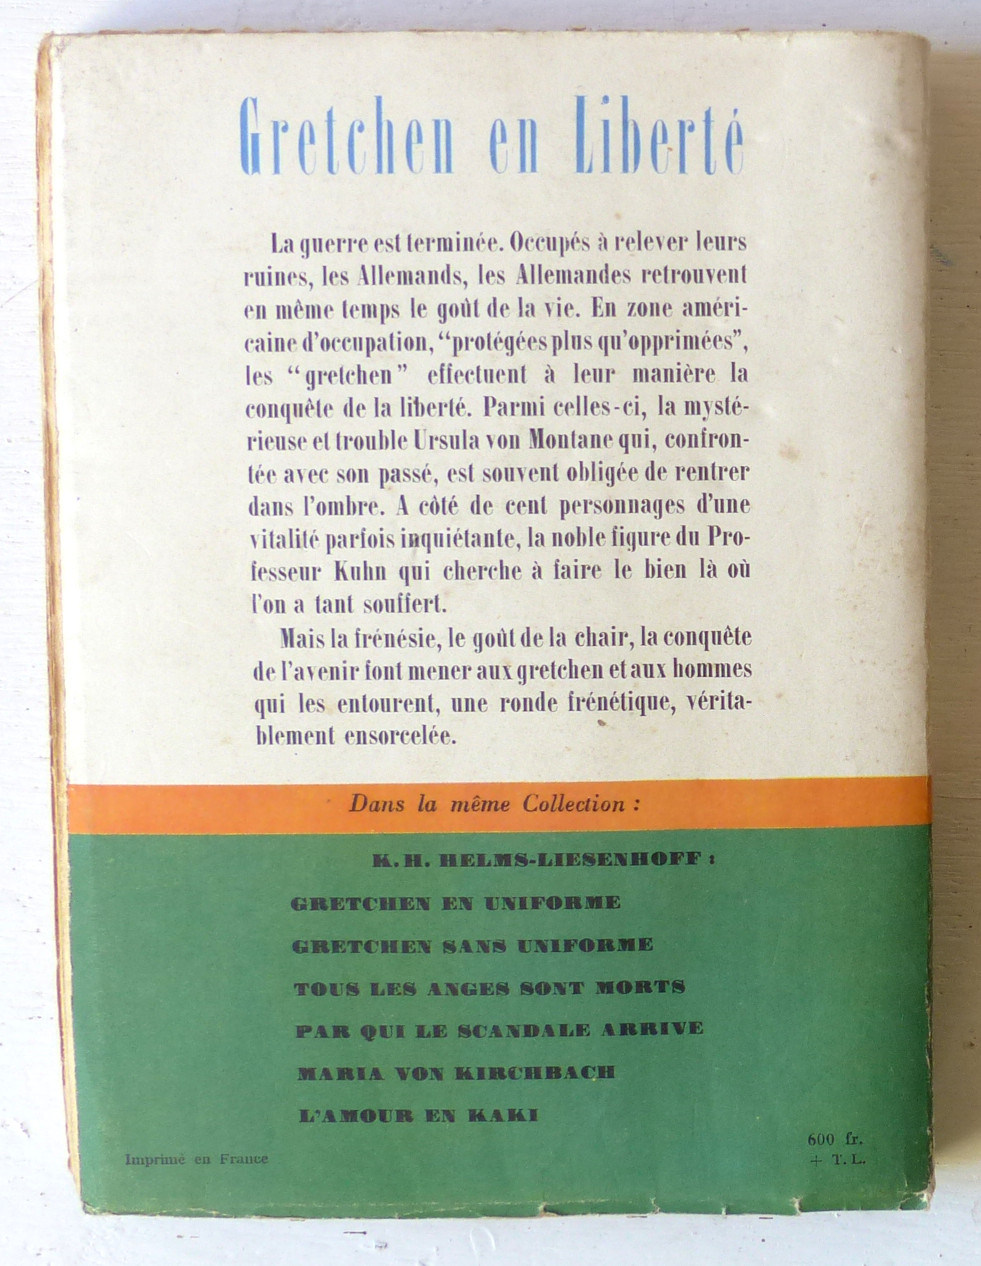 Gretchen en Liberté
La guerre est terminée. Occupés à relever leurs
ruines, les Allemands, les Allemandes retrouvent
en même temps le goût de la vie. En zone améri-
caine d'occupation, "protégées plus qu'opprimées",
les "gretchen" effectuent à leur manière la
conquête de la liberté. Parmi celles-ci, la mysté-
rieuse et trouble Ursula von Montane qui, confron-
tée avec son passé, est souvent obligée de rentrer
dans l'ombre. A côté de cent personnages d'une
vitalité parfois inquiétante, la noble figure du Pro-
fesseur Kuhn qui cherche à faire le bien là où
l'on a tant souffert.
Mais la frénésie, le goût de la chair, la conquête
de l'avenir font mener aux gretchen et aux hommes
qui les entourent, une ronde frénétique, vérita-
blement ensorcelée.
Dans la même Collection :
K. H. HELMS-LIESENHOFF :
GRETCHEN EN UNIFORME
GRETCHEN SANS UNIFORME
TOUS LES ANGES SONT MORTS
PAR QUI LE SCANDALE ARRIVE
MARIA VON KIRCHBACH
L'AMOUR EN KAKI
Imprimé en France
600 fr.
+ T. L.